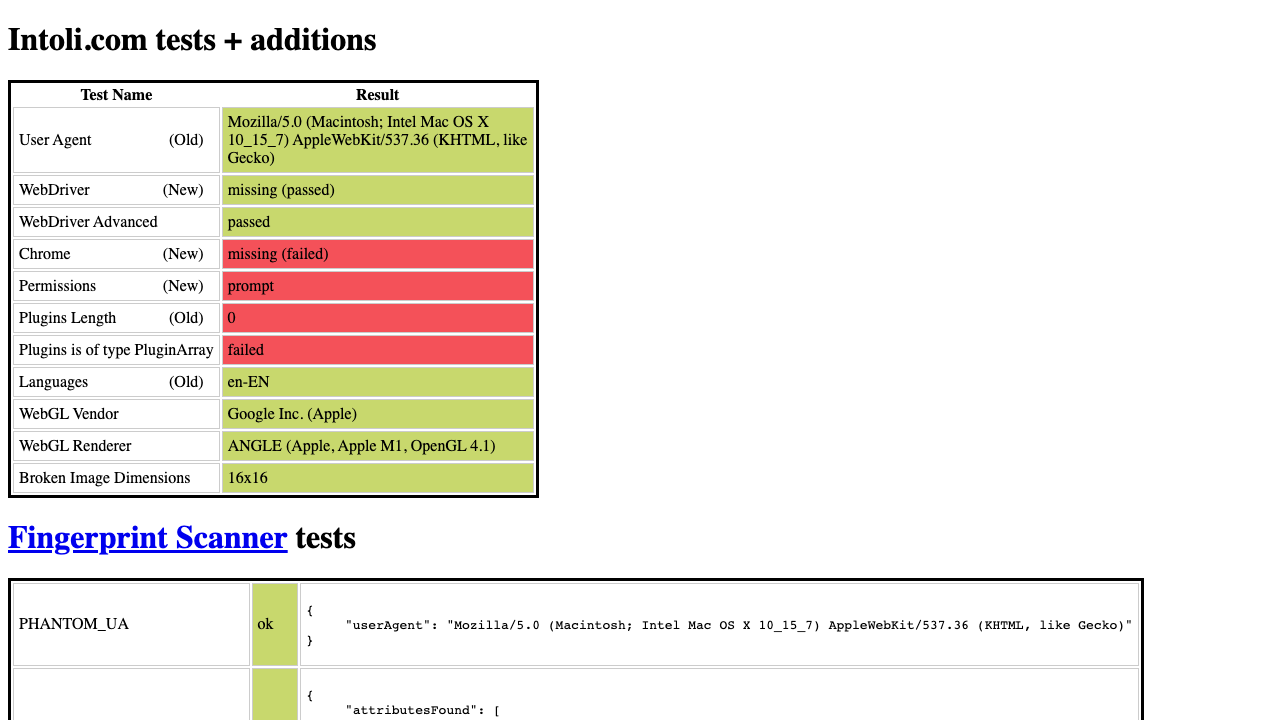 Intoli.com tests + additions
Test Name Result
User Agent (Old) Mozilla/5.0 (Macintosh; Intel Mac OS X
10_15_7) AppleWebKit/537.36 (KHTML, like
Gecko)
WebDriver (New) missing (passed)
WebDriver Advanced passed
Chrome (New) missing (failed)
Permissions (New) prompt
Plugins Length (Old) 0
Plugins is of type PluginArray failed
Languages (Old) en-EN
WebGL Vendor Google Inc. (Apple)
WebGL Renderer ANGLE (Apple, Apple M1, OpenGL 4.1)
Broken Image Dimensions 16x16
Fingerprint Scanner tests
PHANTOM_UA ok {
"userAgent": "Mozilla/5.0 (Macintosh; Intel Mac OS X 10_15_7) AppleWebKit/537.36 (KHTML, like Gecko)"
}
{
"attributesFound": [